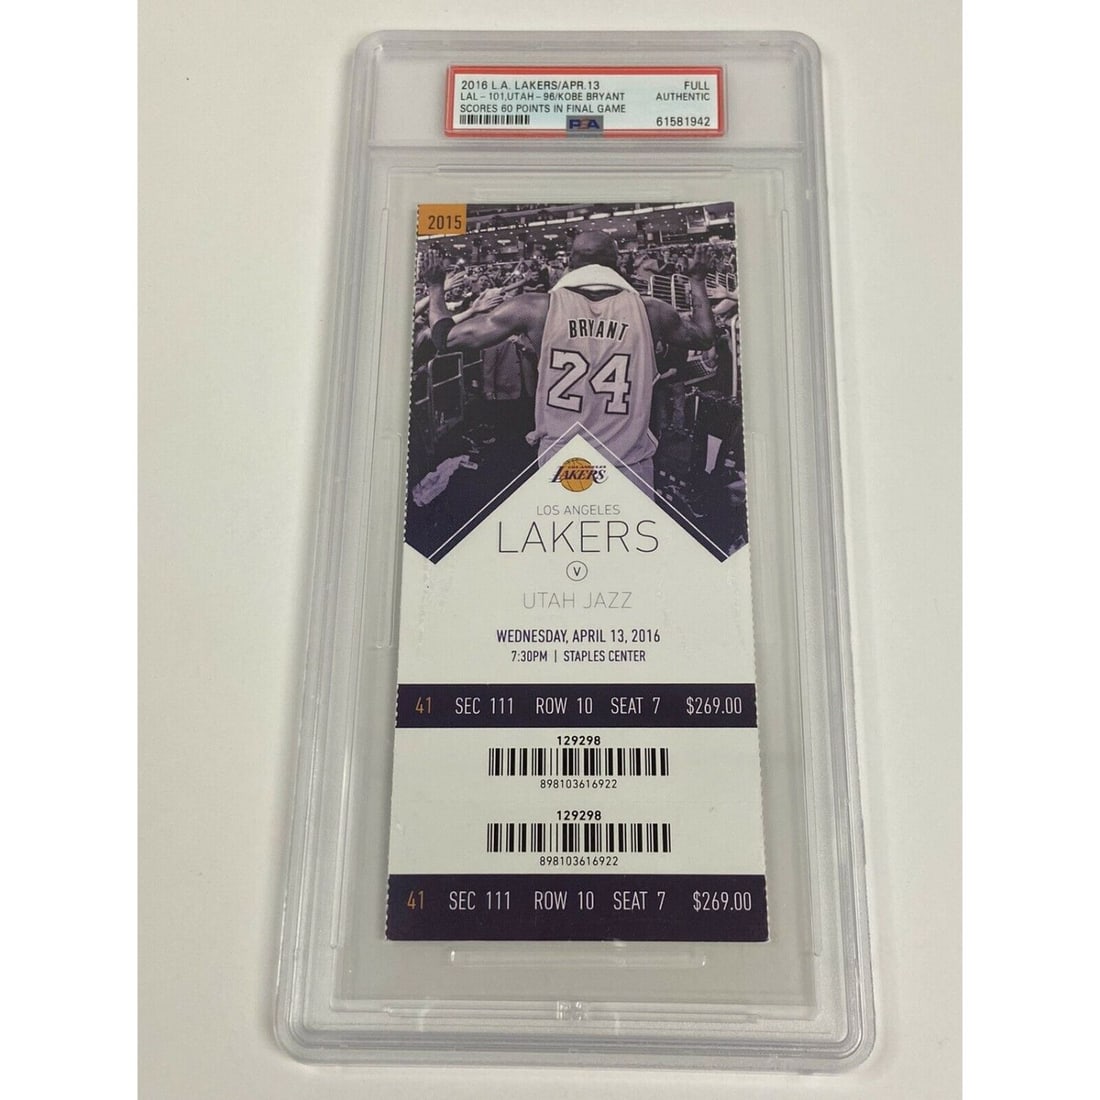 2016 L.A. LAKERS/APR.13 FULL
LAL-101,UTAH-96/KOBE BRYANT AUTHENTIC
SCORES 60 POINTS IN FINAL GAME
PSA 61581942
2015
BRYANT
24
LOS ANGELES
LAKERS
LOS ANGELES
LAKERS
V
UTAH JAZZ
WEDNESDAY, APRIL 13, 2016
7:30PM | STAPLES CENTER
41 SEC 111 ROW 10 SEAT 7 $269.00
129298
898103616922
129298
898103616922
41 SEC 111 ROW 10 SEAT 7 $269.00